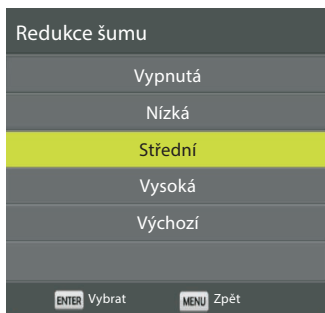 Redukce šumu
Vypnutá
Nízká
Střední
Vysoká
Výchozí
ENTER Vybrat MENU Zpět